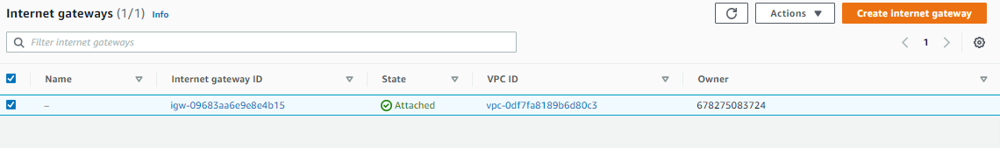 Internet gateways (1/1) Info
Actions
Create internet gateway
Filter internet gateways
1
Name Internet gateway ID State VPC ID Owner
– igw-09683aa6e9e8e4b15 Attached vpc-0df7fa8189b6d80c3 678275083724